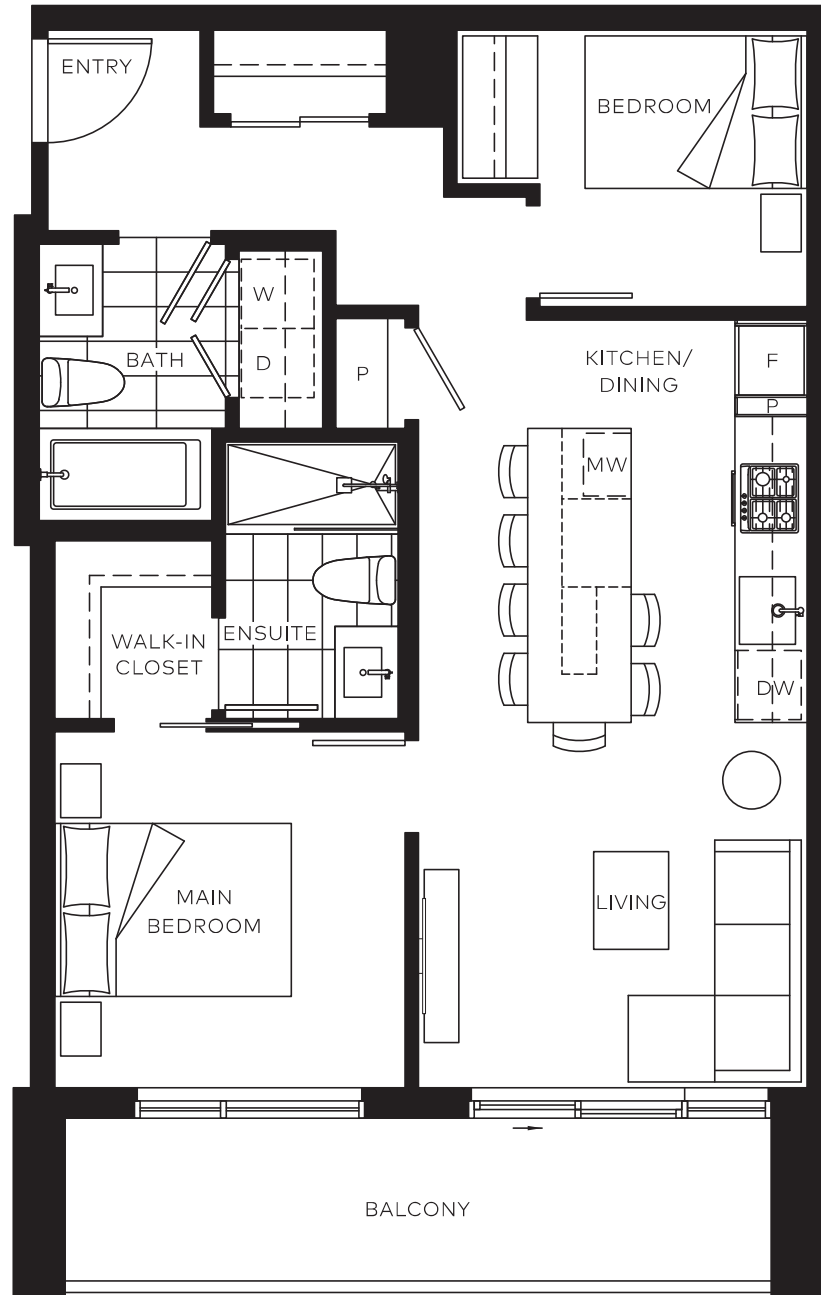 ENTRY
BEDROOM
W
BATH
D
P
KITCHEN/
DINING
F
P
MW
WALK-IN
CLOSET
ENSUITE
DW
MAIN
BEDROOM
LIVING
BALCONY